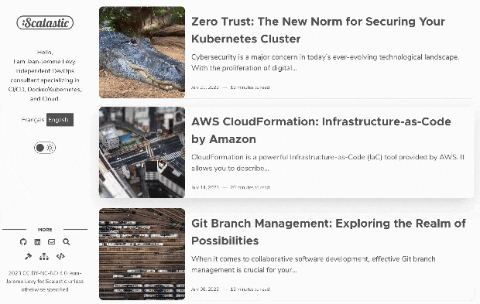 iScalastic
Hello,
I am Jean-Jerome Levy,
independent DevOps
consultant specializing in
CI/CD, Docker/Kubernetes,
and Cloud.
Français English
MORE
2023 CC BY-NC-ND 4.0 Jean-
Jerome Levy for Scalastic unless
otherwise specified.
Zero Trust: The New Norm for Securing Your
Kubernetes Cluster
Cybersecurity is a major concern in today's ever-evolving technological landscape.
With the proliferation of digital...
AWS CloudFormation: Infrastructure-as-Code
by Amazon
CloudFormation is a powerful Infrastructure-as-Code (IaC) tool provided by AWS. It
allows you to describe...
Git Branch Management: Exploring the Realm of
Possibilities
When it comes to collaborative software development, effective Git branch
management is crucial for your...